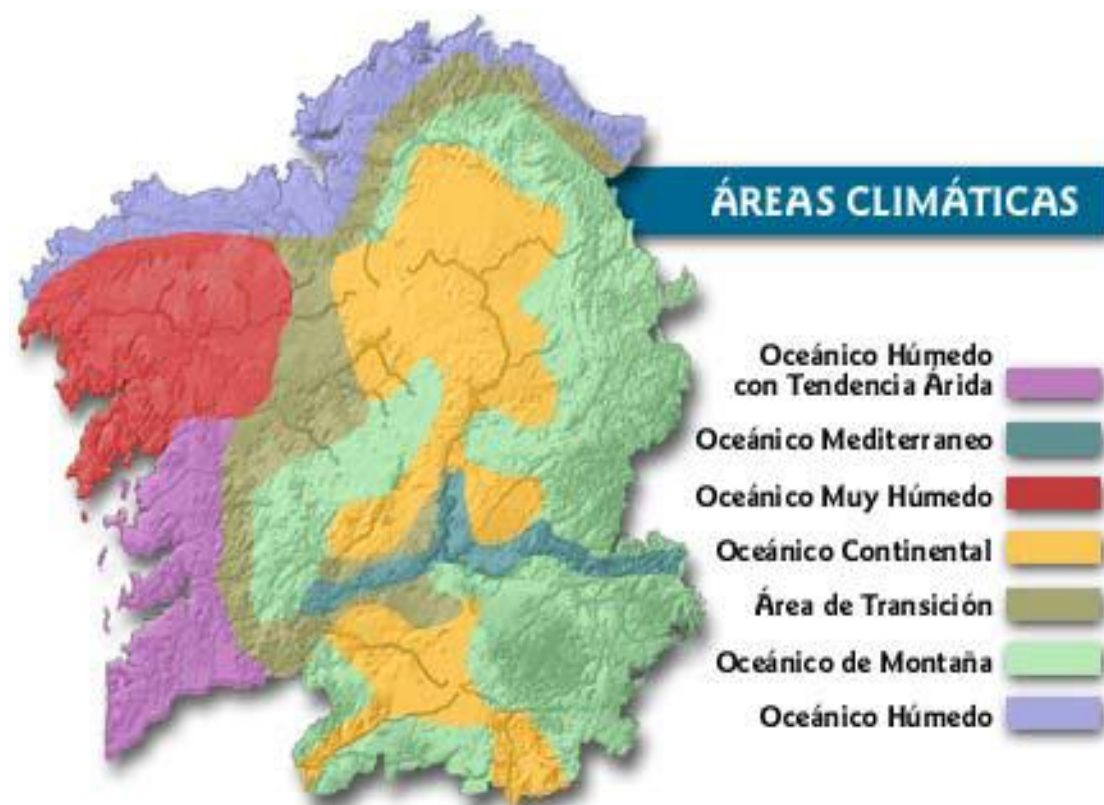 ÁREAS CLIMÁTICAS
Oceánico Húmedo
con Tendencia Árida
Oceánico Mediterraneo
Oceánico Muy Húmedo
Oceánico Continental
Área de Transición
Oceánico de Montaña
Oceánico Húmedo